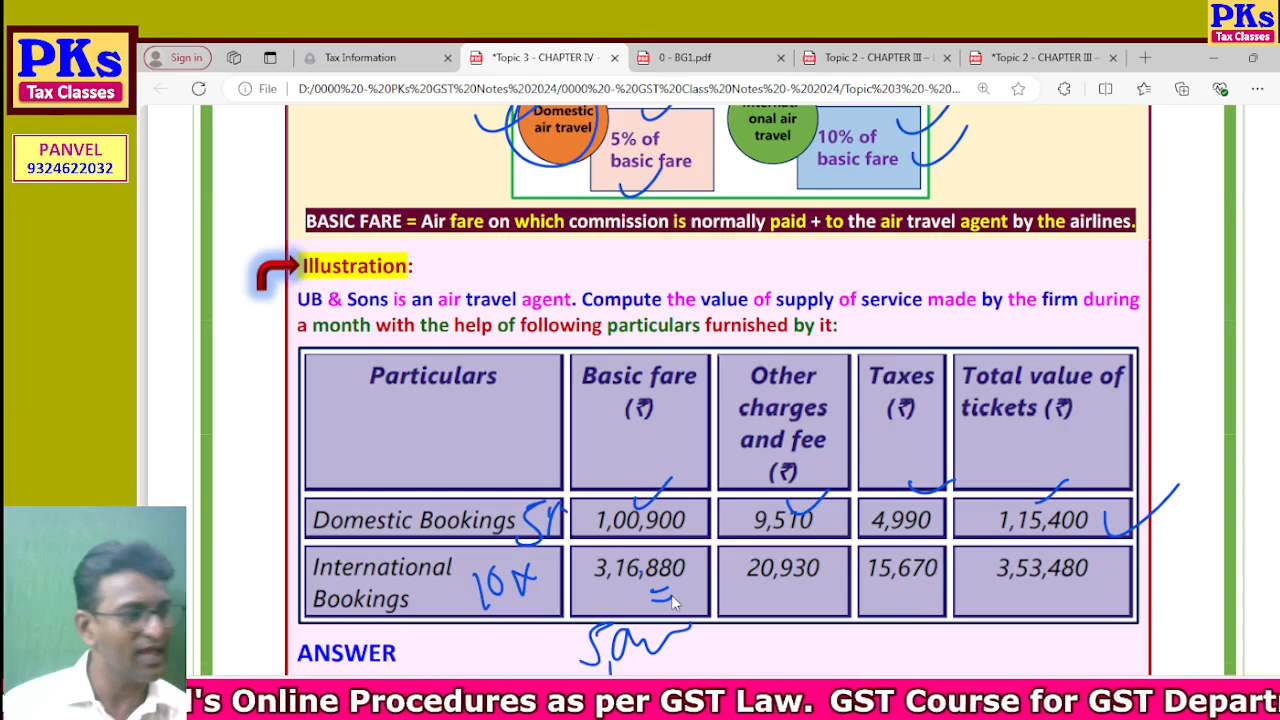 PKs
Tax Classes
PKs
Tax Classes
PANVEL
9324622032
Sign in
Tax Information
*Topic 3 - CHAPTER IV -
0 - BG1.pdf
Topic 2 - CHAPTER III –
*Topic 2 - CHAPTER III—
File
D:/0000%20-%20PKs%20GST%20Notes%202024/0000%20-%20GST%20Class%20Notes%20-%202024/Topic%203%20-%20...
Domestic
air travel
5% of
basic fare
onal air
travel
10% of
basic fare
BASIC FARE = Air fare on which commission is normally paid + to the air travel agent by the airlines.
Illustration:
UB & Sons is an air travel agent. Compute the value of supply of service made by the firm during
a month with the help of following particulars furnished by it:
Particulars Basic fare (₹) Other charges and fee (₹) Taxes (₹) Total value of tickets (₹)
Domestic Bookings 1,00,900 9,510 4,990 1,15,400
International Bookings 3,16,880 20,930 15,670 3,53,480
ANSWER
's Online Procedures as per GST Law. GST Course for GST Depart